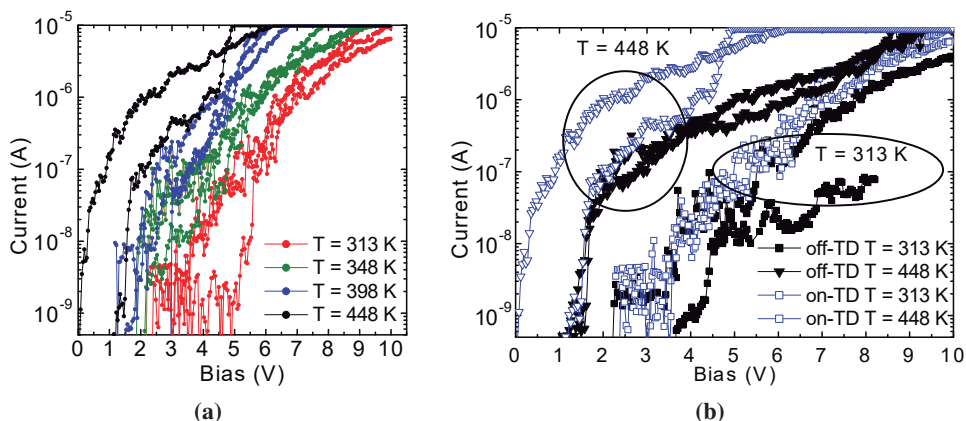 10⁻⁵
10⁻⁶
10⁻⁷
10⁻⁸
10⁻⁹
Current (A)
T = 313 K
T = 348 K
T = 398 K
T = 448 K
0 1 2 3 4 5 6 7 8 9 10
Bias (V)
(a)
10⁻⁵
10⁻⁶
10⁻⁷
10⁻⁸
10⁻⁹
Current (A)
T = 448 K
T = 313 K
off-TD T = 313 K
off-TD T = 448 K
on-TD T = 313 K
on-TD T = 448 K
0 1 2 3 4 5 6 7 8 9 10
Bias (V)
(b)